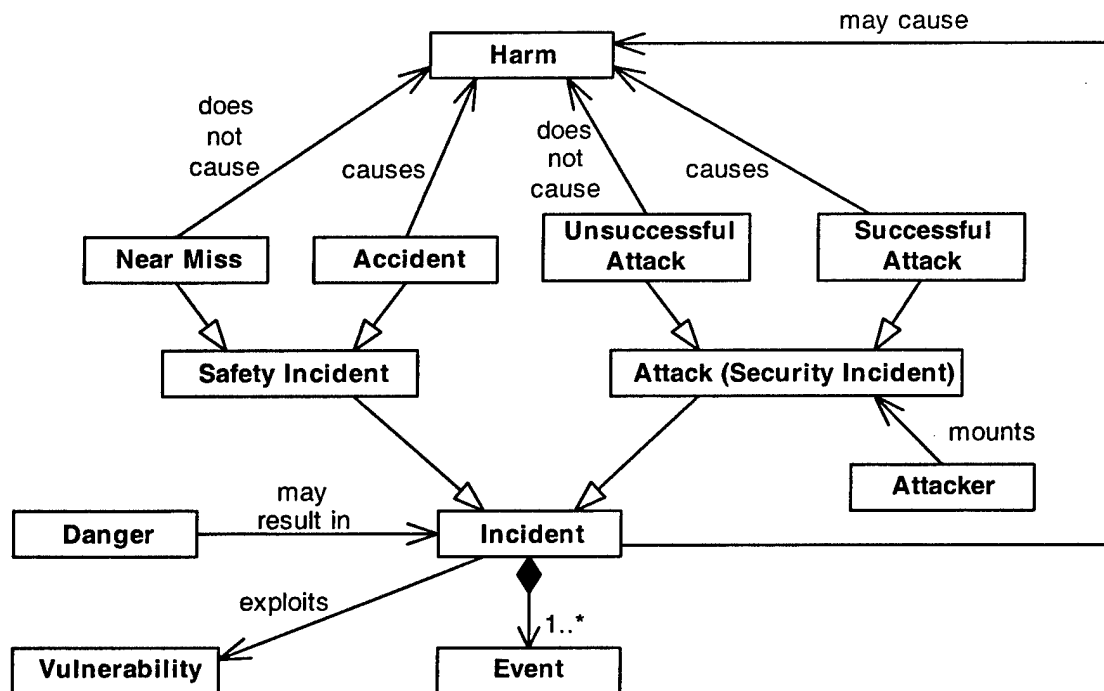 may cause
Harm
does
not
cause
causes
does
not
cause
causes
Near Miss
Accident
Unsuccessful
Attack
Successful
Attack
Safety Incident
Attack (Security Incident)
mounts
Attacker
may
result in
Danger
Incident
exploits
1..*
Vulnerability
Event